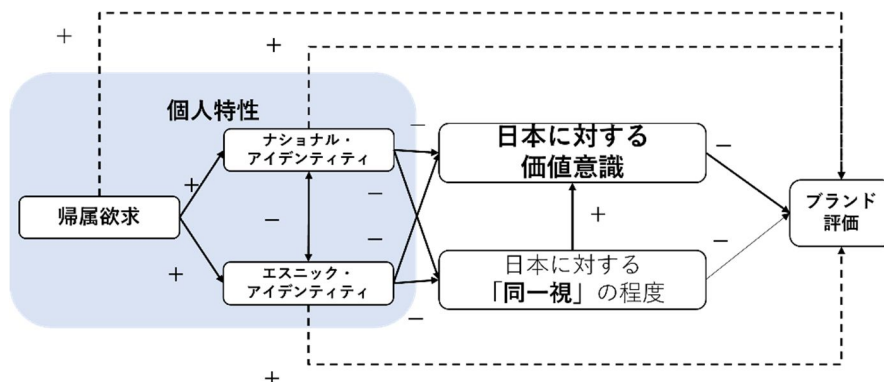 +
+
個人特性
ナショナル・
アイデンティティ
−
日本に対する
価値意識
−
+
−
帰属欲求
−
−
+
−
ブランド
評価
+
エスニック・
アイデンティティ
日本に対する
「同一視」の程度
−
+